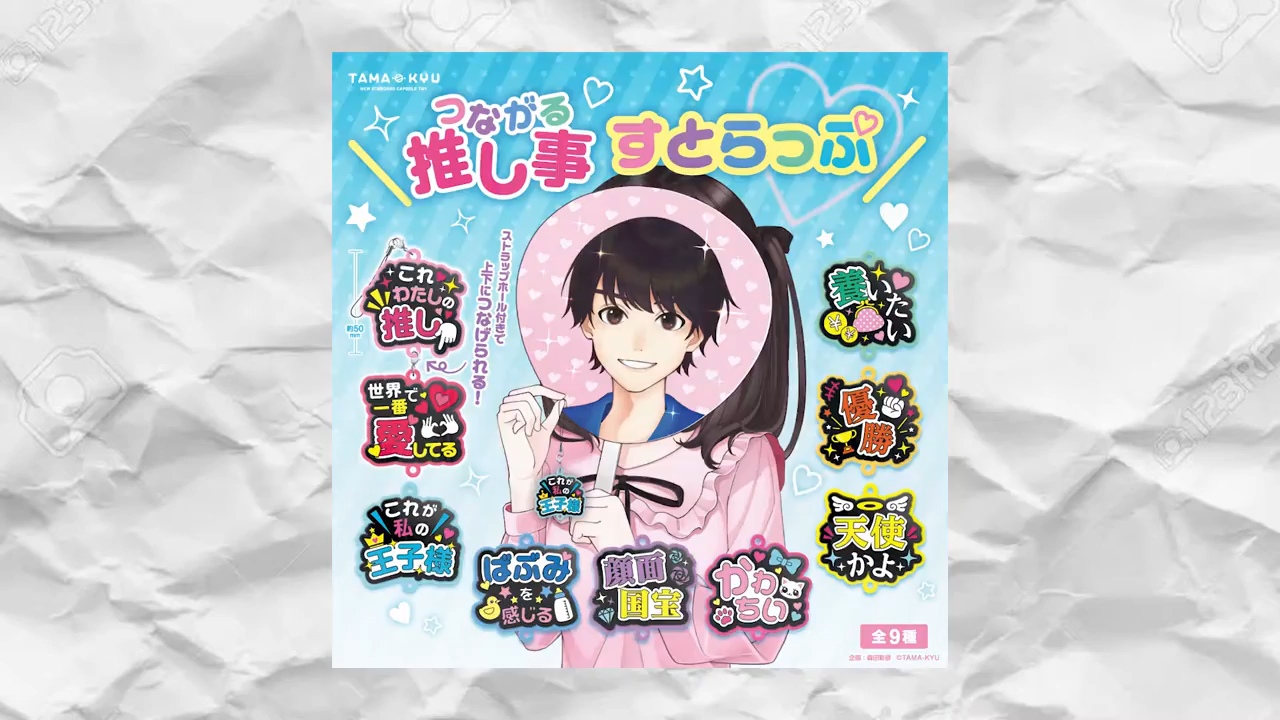 TAMA-KYU
つながる
推し事 すとらっぷ
ストラップホール付きで
上下につなげられる!
約50
mm
これ
わたしの
推し
世界で
一番
愛してる
これが
私の
王子様
これが
私の
王子様
ばぶみ
を
感じる
顔面
国宝
かわ
ちい
養いたい
優勝
天使
かよ
全9種
©TAMA-KYU
123RF
123RF